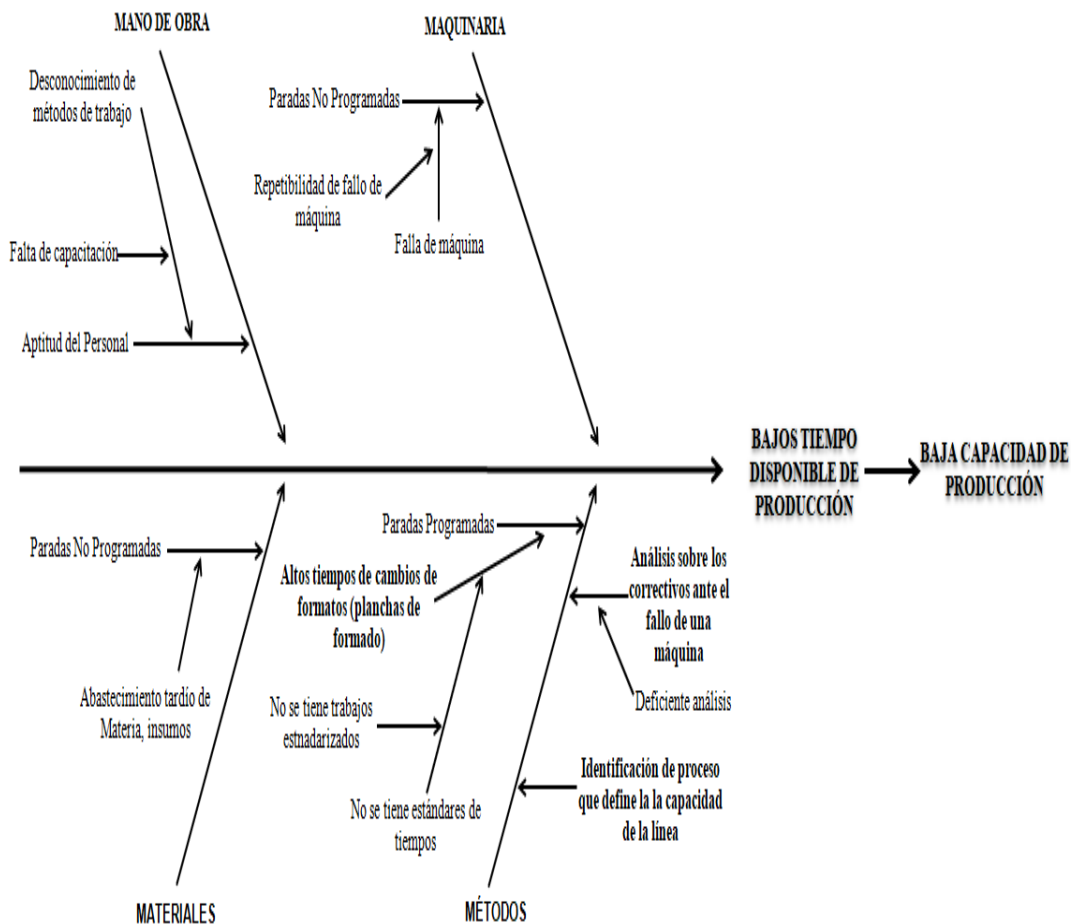 MANO DE OBRA
MAQUINARIA
Desconocimiento de
métodos de trabajo
Paradas No Programadas
Repetibilidad de fallo de
máquina
Falla de máquina
Falta de capacitación
Aptitud del Personal
BAJOS TIEMPO
DISPONIBLE DE
PRODUCCIÓN
BAJA CAPACIDAD DE
PRODUCCIÓN
Paradas No Programadas
Abastecimiento tardío de
Materia, insumos
Paradas Programadas
Altos tiempos de cambios de
formatos (planchas de
formado)
No se tiene trabajos
estnadarizados
No se tiene estándares de
tiempos
Análisis sobre los
correctivos ante el
fallo de una
máquina
Deficiente análisis
Identificación de proceso
que define la la capacidad
de la línea
MATERIALES
MÉTODOS